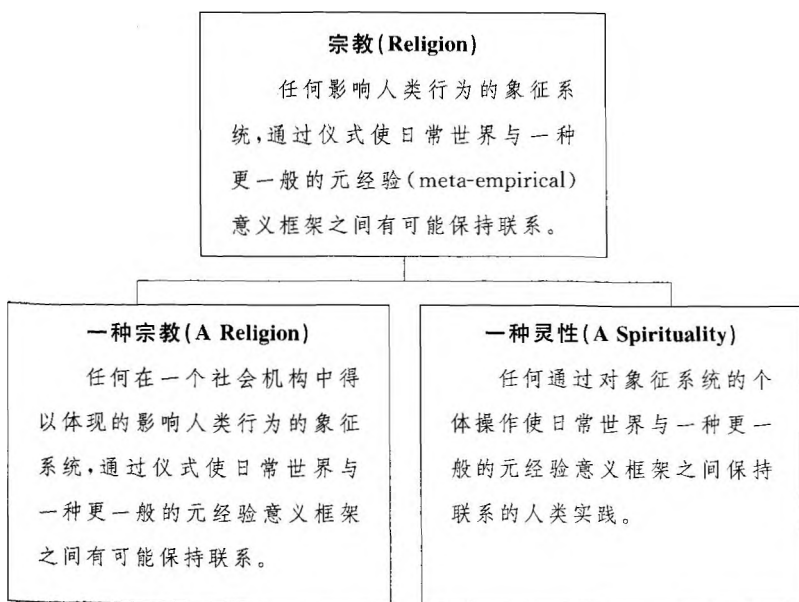 宗教(Religion)
任何影响人类行为的象征系
统,通过仪式使日常世界与一种
更一般的元经验(meta-empirical)
意义框架之间有可能保持联系。
一种宗教(A Religion)
任何在一个社会机构中得
以体现的影响人类行为的象征
系统,通过仪式使日常世界与
一种更一般的元经验意义框架
之间有可能保持联系。
一种灵性(A Spirituality)
任何通过对象征系统的个
体操作使日常世界与一种更一
般的元经验意义框架之间保持
联系的人类实践。